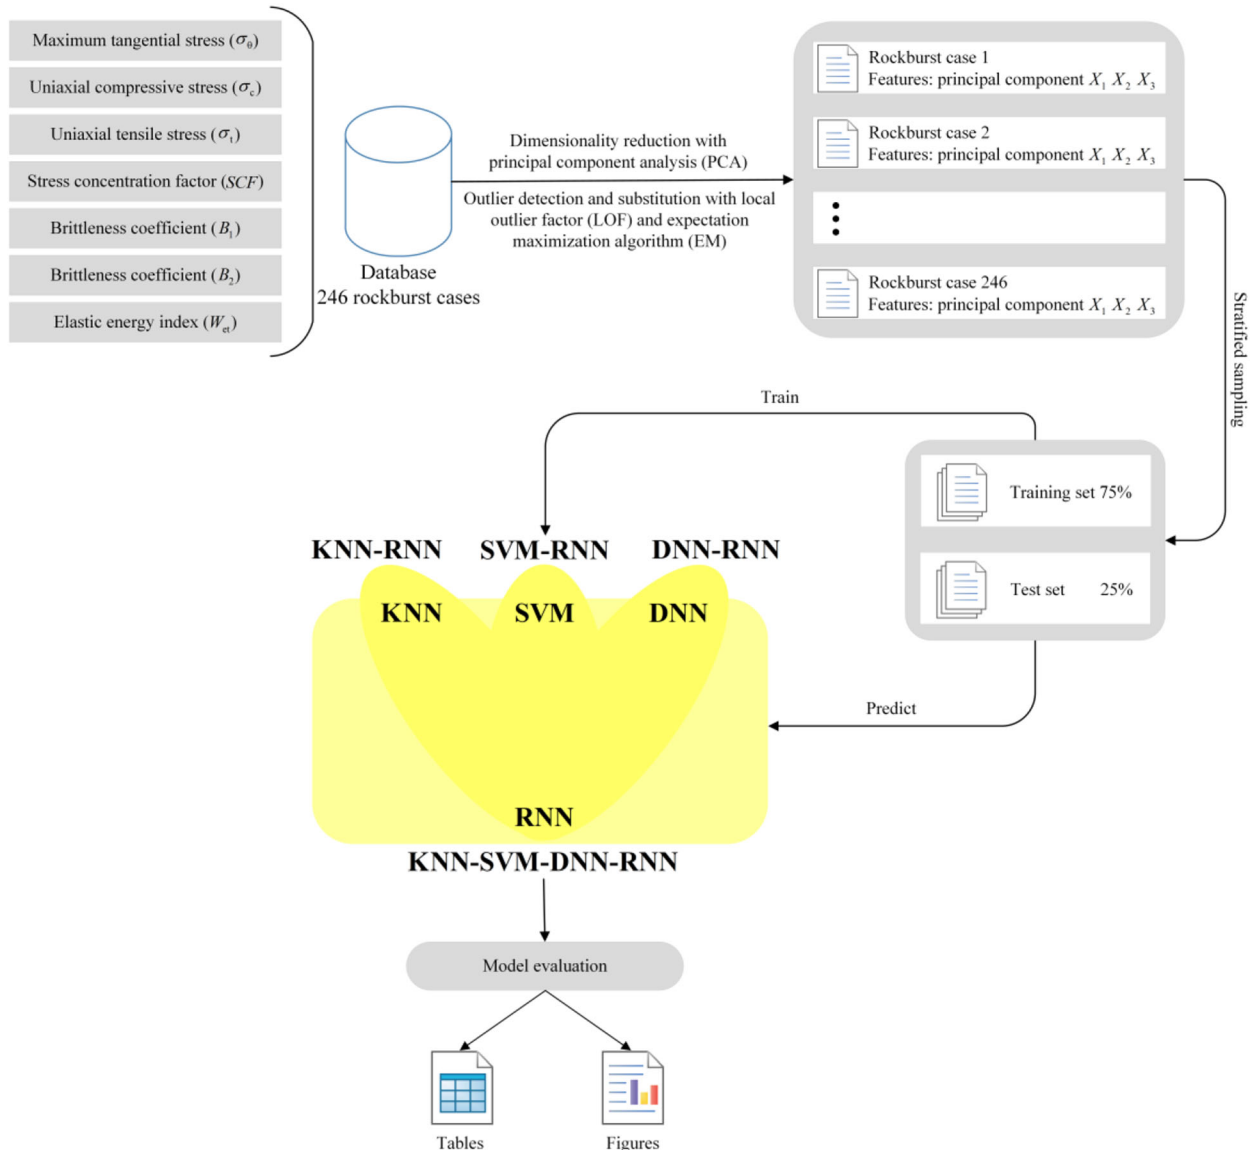 Maximum tangential stress (σθ)
Uniaxial compressive stress (σc)
Uniaxial tensile stress (σt)
Stress concentration factor (SCF)
Brittleness coefficient (B1)
Brittleness coefficient (B2)
Elastic energy index (Wet)
Database
246 rockburst cases
Dimensionality reduction with
principal component analysis (PCA)
Outlier detection and substitution with local
outlier factor (LOF) and expectation
maximization algorithm (EM)
Rockburst case 1
Features: principal component X1 X2 X3
Rockburst case 2
Features: principal component X1 X2 X3
Rockburst case 246
Features: principal component X1 X2 X3
Stratified sampling
Train
Training set 75%
Test set 25%
Predict
KNN-RNN SVM-RNN DNN-RNN
KNN SVM DNN
RNN
KNN-SVM-DNN-RNN
Model evaluation
Tables Figures